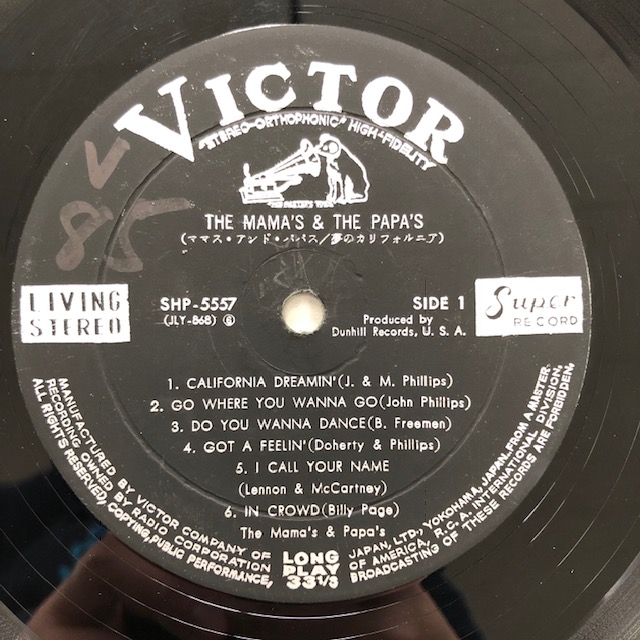 VICTOR
"STEREO-ORTHOPHONIC" HIGH-FIDELITY
"HIS MASTER'S VOICE"
V
85
THE MAMA'S & THE PAPA'S
(ママス・アンド・パパス/夢のカリフォルニア)
LIVING
STEREO
SHP-5557
(JLY-868) Ⓢ
SIDE 1
Produced by
Dunhill Records, U. S. A.
Super
RECORD
1. CALIFORNIA DREAMIN'(J. & M. Phillips)
2. GO WHERE YOU WANNA GO(John Phillips)
3. DO YOU WANNA DANCE(B. Freemen)
4. GOT A FEELIN'(Doherty & Phillips)
5. I CALL YOUR NAME
(Lennon & McCartney)
6. IN CROWD(Billy Page)
The Mama's & Papa's
MANUFACTURED BY VICTOR COMPANY OF JAPAN, LTD., YOKOHAMA, JAPAN, FROM A MASTER-
RECORDING OWNED BY RADIO CORPORATION OF AMERICA, R.C.A. INTERNATIONAL DIVISION.
ALL RIGHTS RESERVED, COPYING, PUBLIC PERFORMANCE, BROADCASTING OF THESE RECORDS ARE FORBIDDEN.
LONG
PLAY
33 1/3